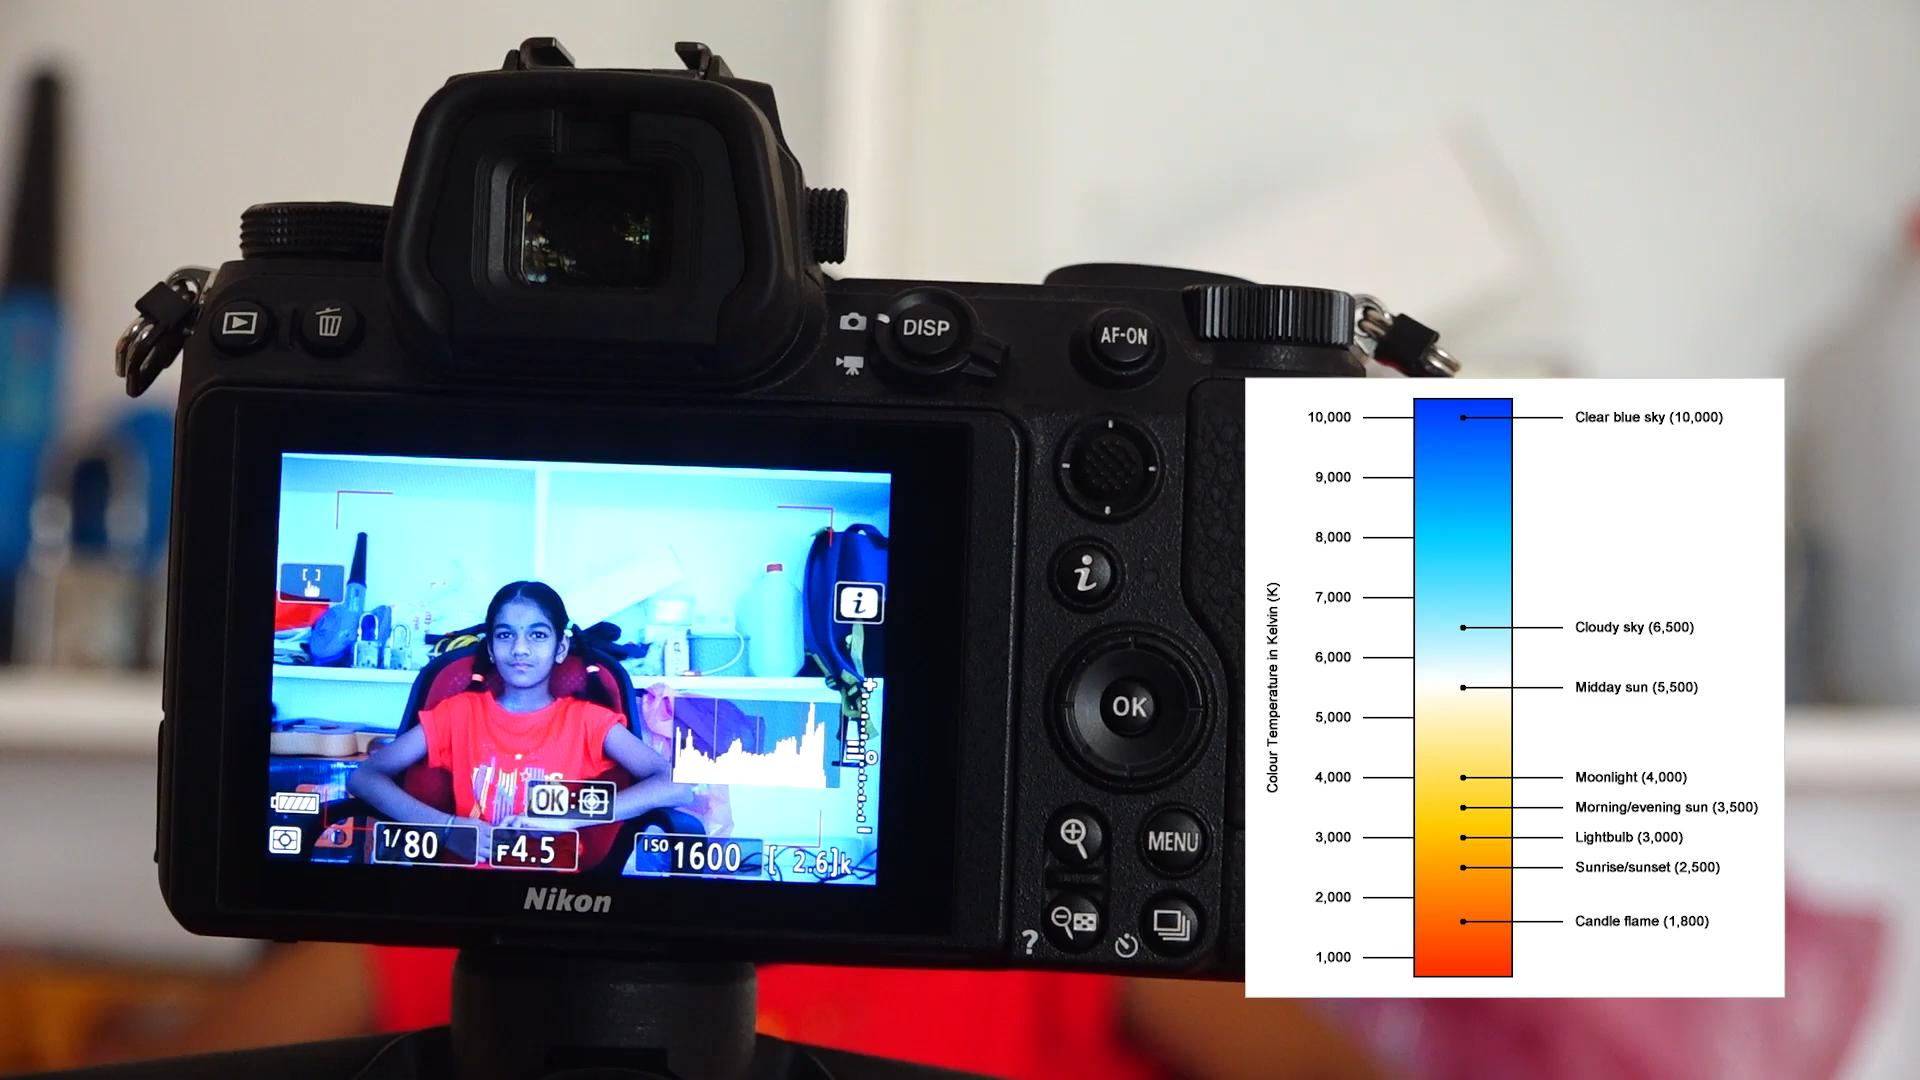 DISP
AF-ON
i
OK:
1/80
F4.5
ISO 1600
[ 2.6]k
Nikon
i
OK
MENU
?
Colour Temperature in Kelvin (K)
10,000
9,000
8,000
7,000
6,000
5,000
4,000
3,000
2,000
1,000
Clear blue sky (10,000)
Cloudy sky (6,500)
Midday sun (5,500)
Moonlight (4,000)
Morning/evening sun (3,500)
Lightbulb (3,000)
Sunrise/sunset (2,500)
Candle flame (1,800)